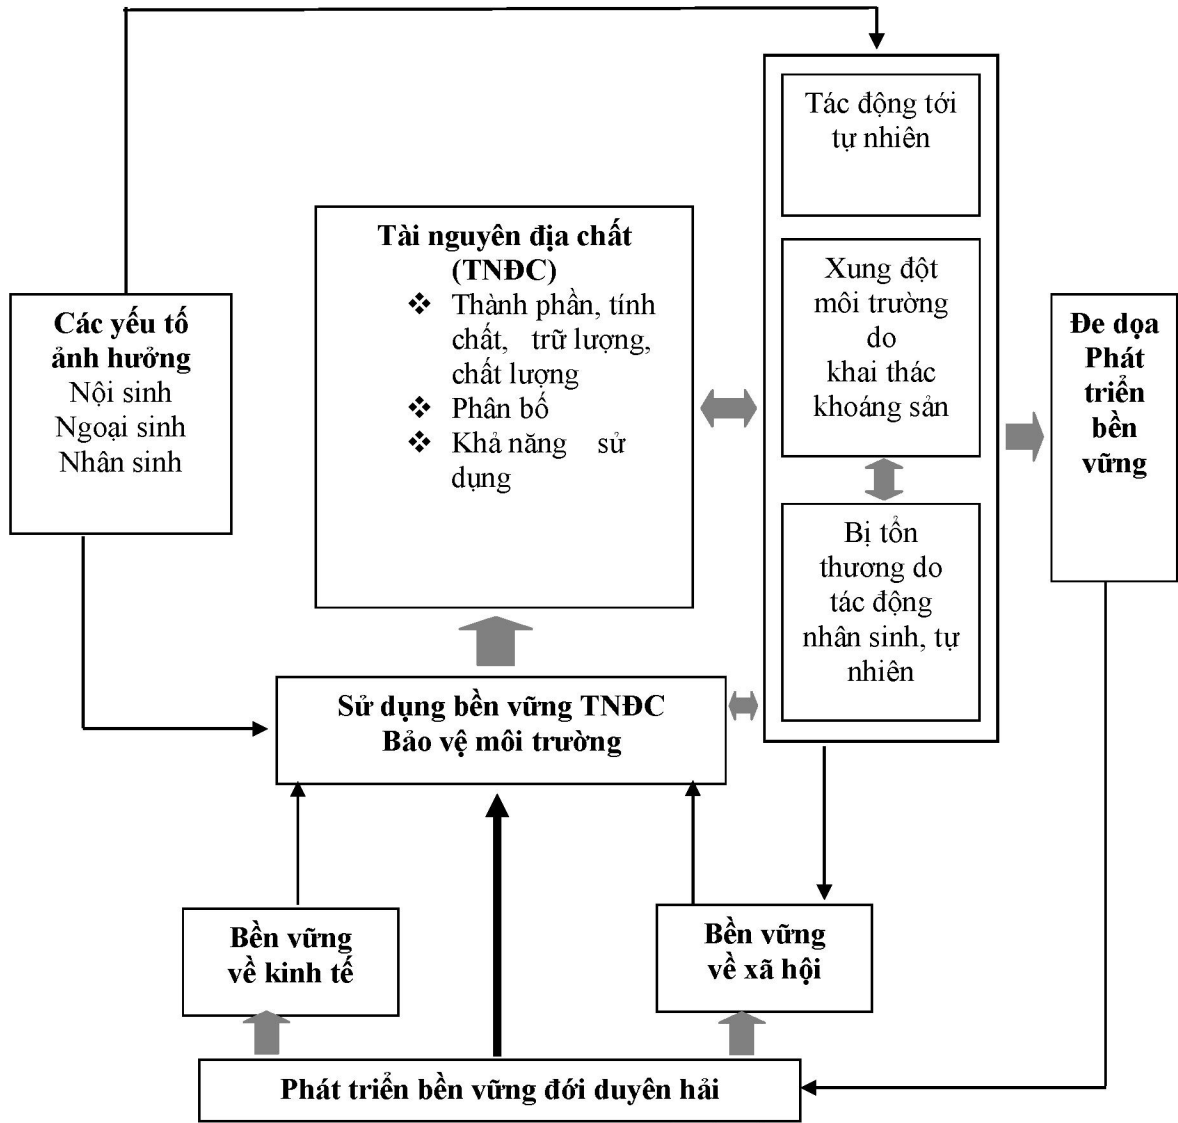 Tác động tới
tự nhiên
Tài nguyên địa chất
(TNĐC)
❖ Thành phần, tính
chất, trữ lượng,
chất lượng
❖ Phân bố
❖ Khả năng sử
dụng
Xung đột
môi trường
do
khai thác
khoáng sản
Các yếu tố
ảnh hưởng
Nội sinh
Ngoại sinh
Nhân sinh
Đe dọa
Phát
triển
bền
vững
Bị tổn
thương do
tác động
nhân sinh, tự
nhiên
Sử dụng bền vững TNĐC
Bảo vệ môi trường
Bền vững
về kinh tế
Bền vững
về xã hội
Phát triển bền vững đới duyên hải